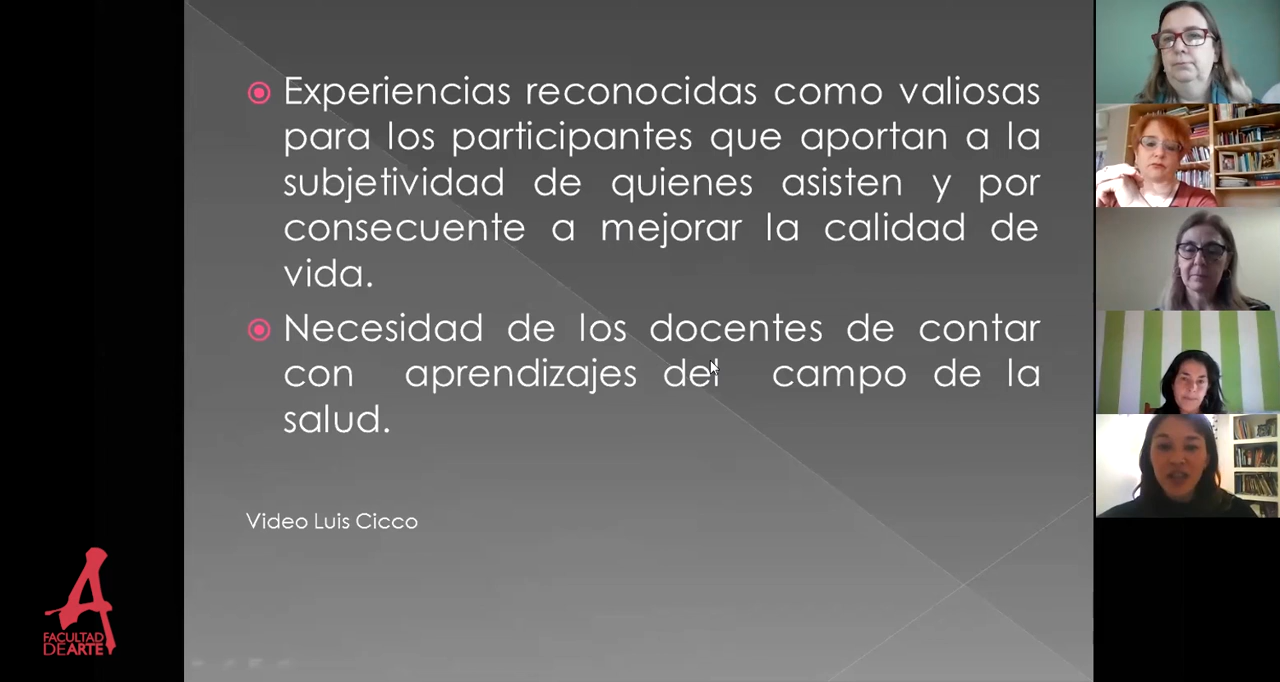 Experiencias reconocidas como valiosas
para los participantes que aportan a la
subjetividad de quienes asisten y por
consecuente a mejorar la calidad de
vida.
Necesidad de los docentes de contar
con aprendizajes del campo de la
salud.
Video Luis Cicco
A
FACULTAD
DEARTE